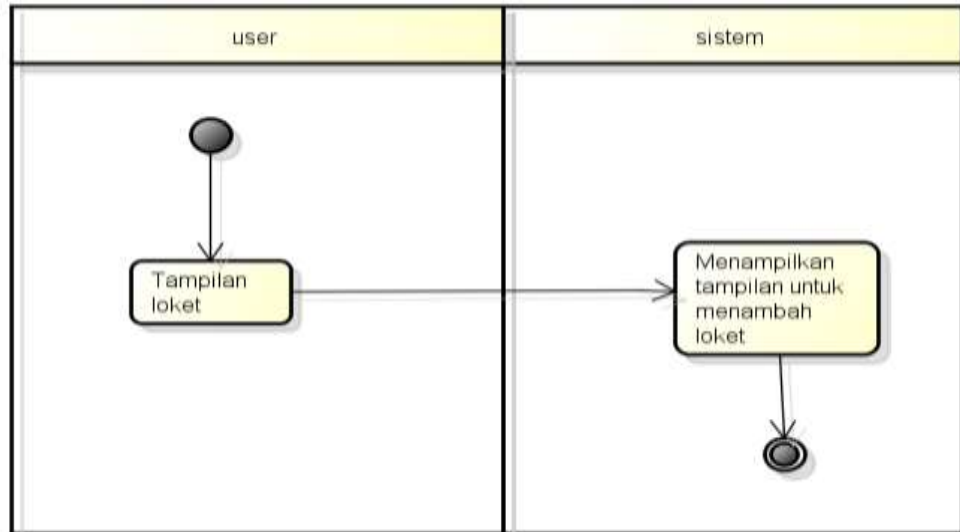 user
sistem
Tampilan
loket
Menampilkan
tampilan untuk
menambah
loket